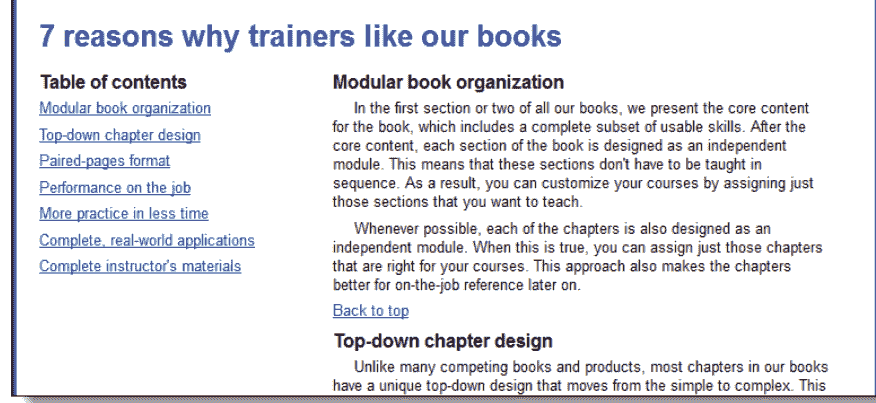 7 reasons why trainers like our books
Table of contents
Modular book organization
Top-down chapter design
Paired-pages format
Performance on the job
More practice in less time
Complete, real-world applications
Complete instructor's materials
Modular book organization
In the first section or two of all our books, we present the core content
for the book, which includes a complete subset of usable skills. After the
core content, each section of the book is designed as an independent
module. This means that these sections don't have to be taught in
sequence. As a result, you can customize your courses by assigning just
those sections that you want to teach.
Whenever possible, each of the chapters is also designed as an
independent module. When this is true, you can assign just those chapters
that are right for your courses. This approach also makes the chapters
better for on-the-job reference later on.
Back to top
Top-down chapter design
Unlike many competing books and products, most chapters in our books
have a unique top-down design that moves from the simple to complex. This